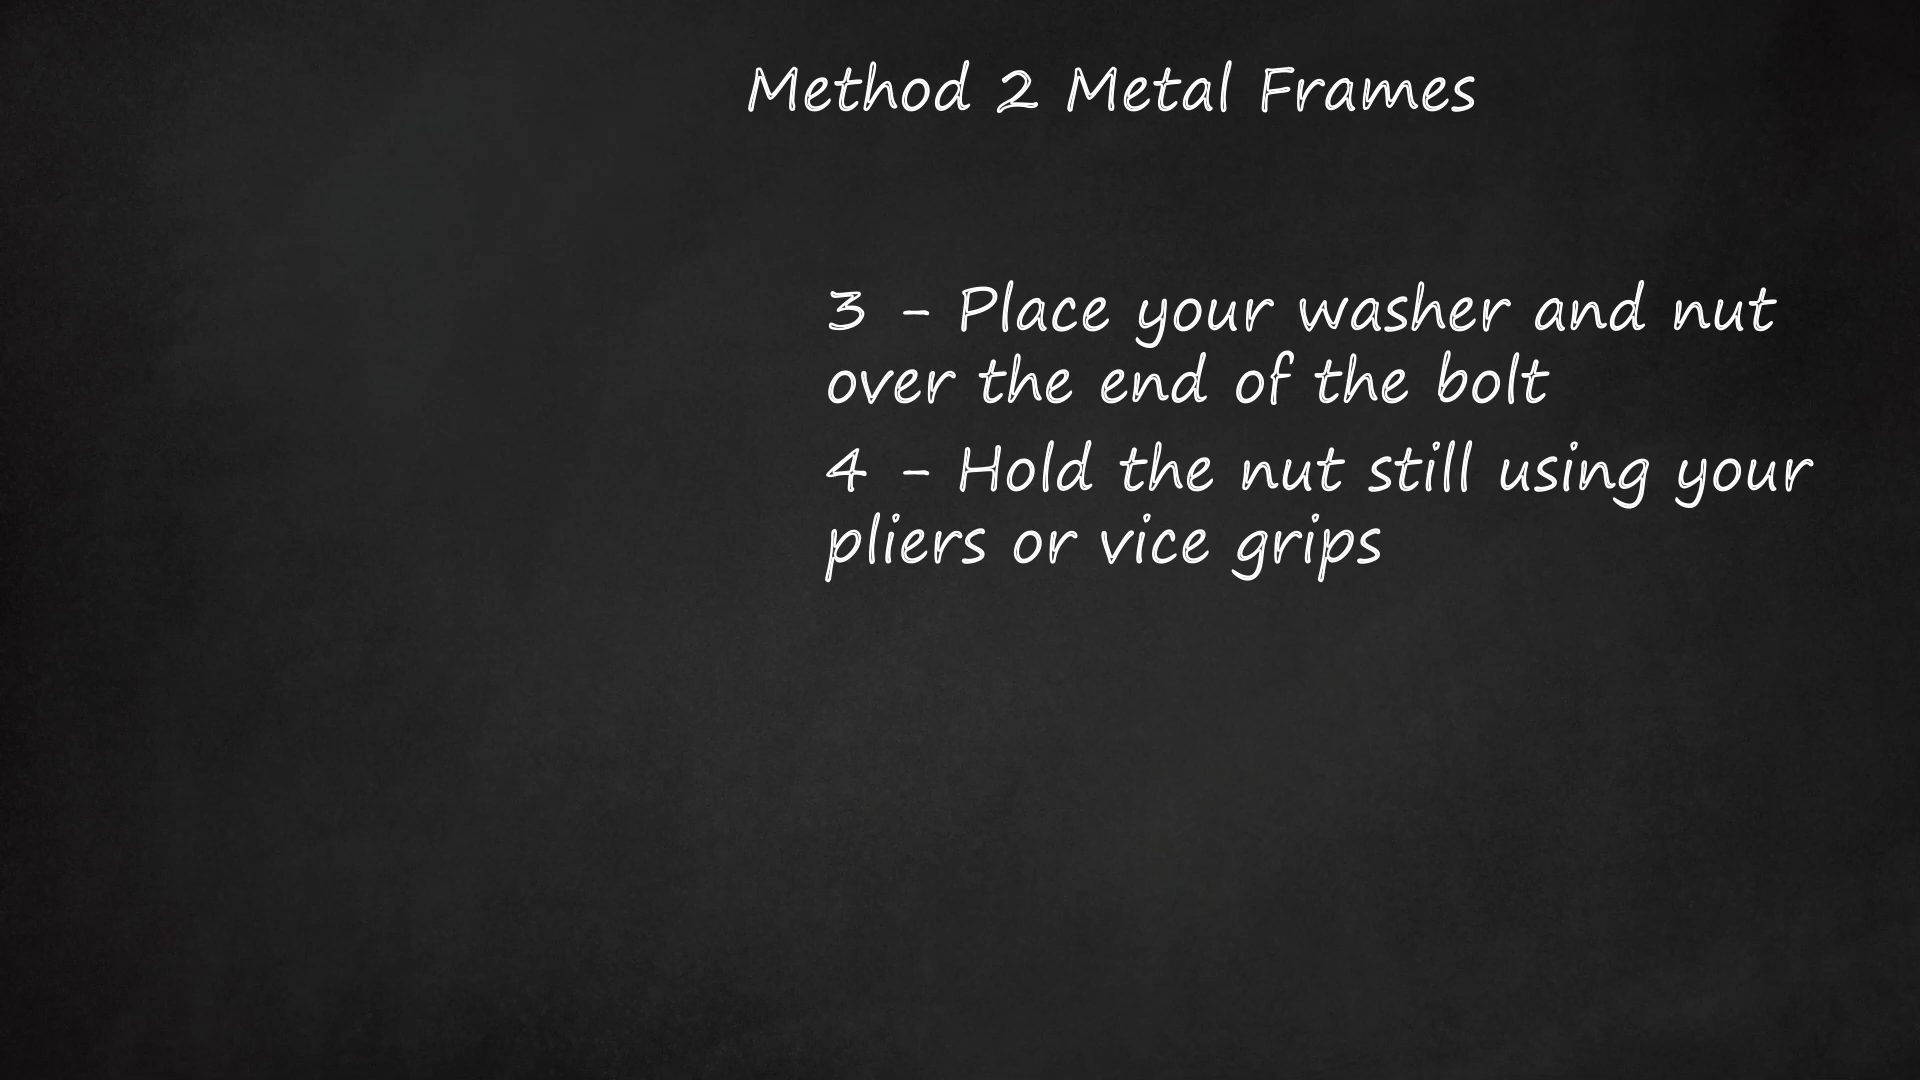 Method 2 Metal Frames
3 - Place your washer and nut
over the end of the bolt
4 - Hold the nut still using your
pliers or vice grips